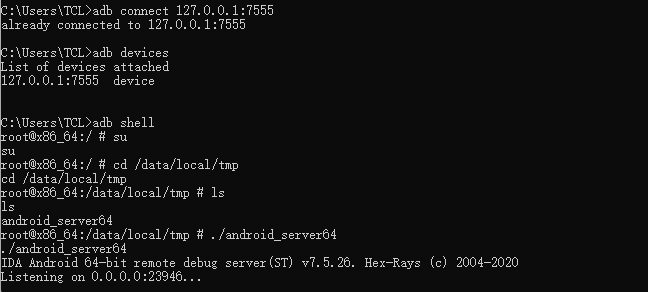 C:\Users\TCL>adb connect 127.0.0.1:7555
already connected to 127.0.0.1:7555
C:\Users\TCL>adb devices
List of devices attached
127.0.0.1:7555  device
C:\Users\TCL>adb shell
root@x86_64:/ # su
su
root@x86_64:/ # cd /data/local/tmp
cd /data/local/tmp
root@x86_64:/data/local/tmp # ls
ls
android_server64
root@x86_64:/data/local/tmp # ./android_server64
./android_server64
IDA Android 64-bit remote debug server(ST) v7.5.26. Hex-Rays (c) 2004-2020
Listening on 0.0.0.0:23946...